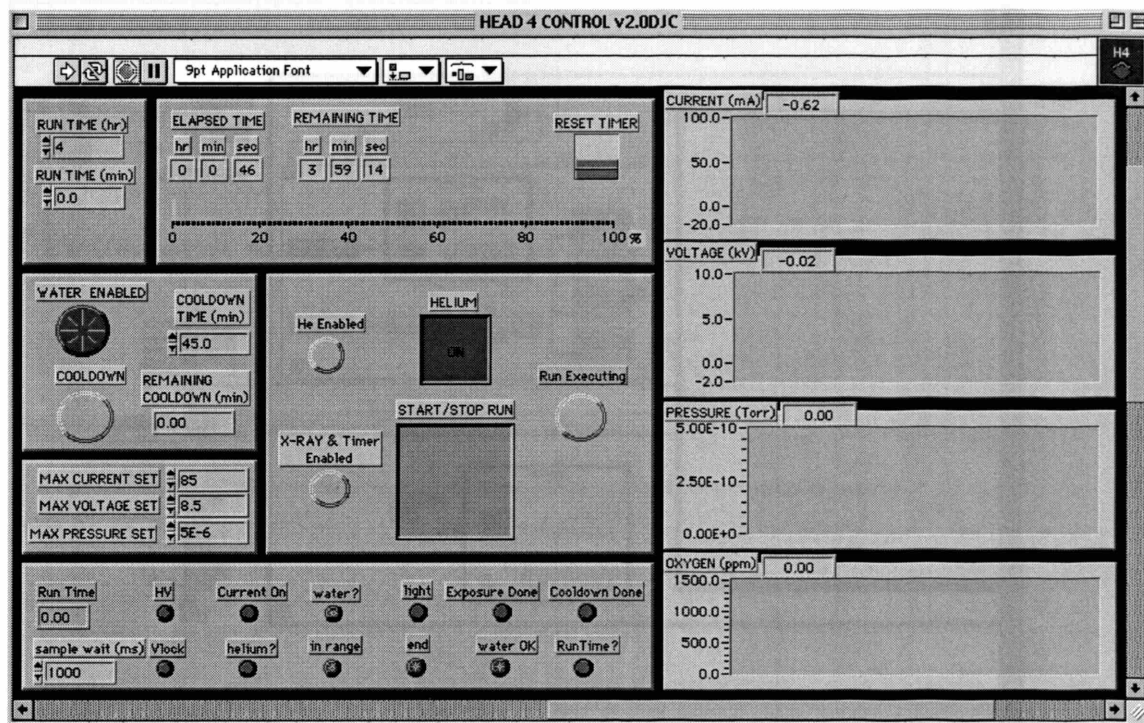 HEAD 4 CONTROL v2.0DJC
H4
9pt Application Font
RUN TIME (hr)
4
RUN TIME (min)
0.0
ELAPSED TIME
hr min sec
0 0 46
REMAINING TIME
hr min sec
3 59 14
RESET TIMER
0 20 40 60 80 100 %
WATER ENABLED
COOLDOWN TIME (min)
45.0
COOLDOWN
REMAINING COOLDOWN (min)
0.00
MAX CURRENT SET 85
MAX VOLTAGE SET 8.5
MAX PRESSURE SET 5E-6
He Enabled
HELIUM
ON
Run Executing
START/STOP RUN
X-RAY & Timer Enabled
Run Time HV Current On water? light Exposure Done Cooldown Done
0.00
sample wait (ms) Vlock helium? in range end water OK RunTime?
1000
CURRENT (mA) -0.62
100.0
50.0
0.0
-20.0
VOLTAGE (kV) -0.02
10.0
5.0
0.0
-2.0
PRESSURE (Torr) 0.00
5.00E-10
2.50E-10
0.00E+0
OXYGEN (ppm) 0.00
1500.0
1000.0
500.0
0.0